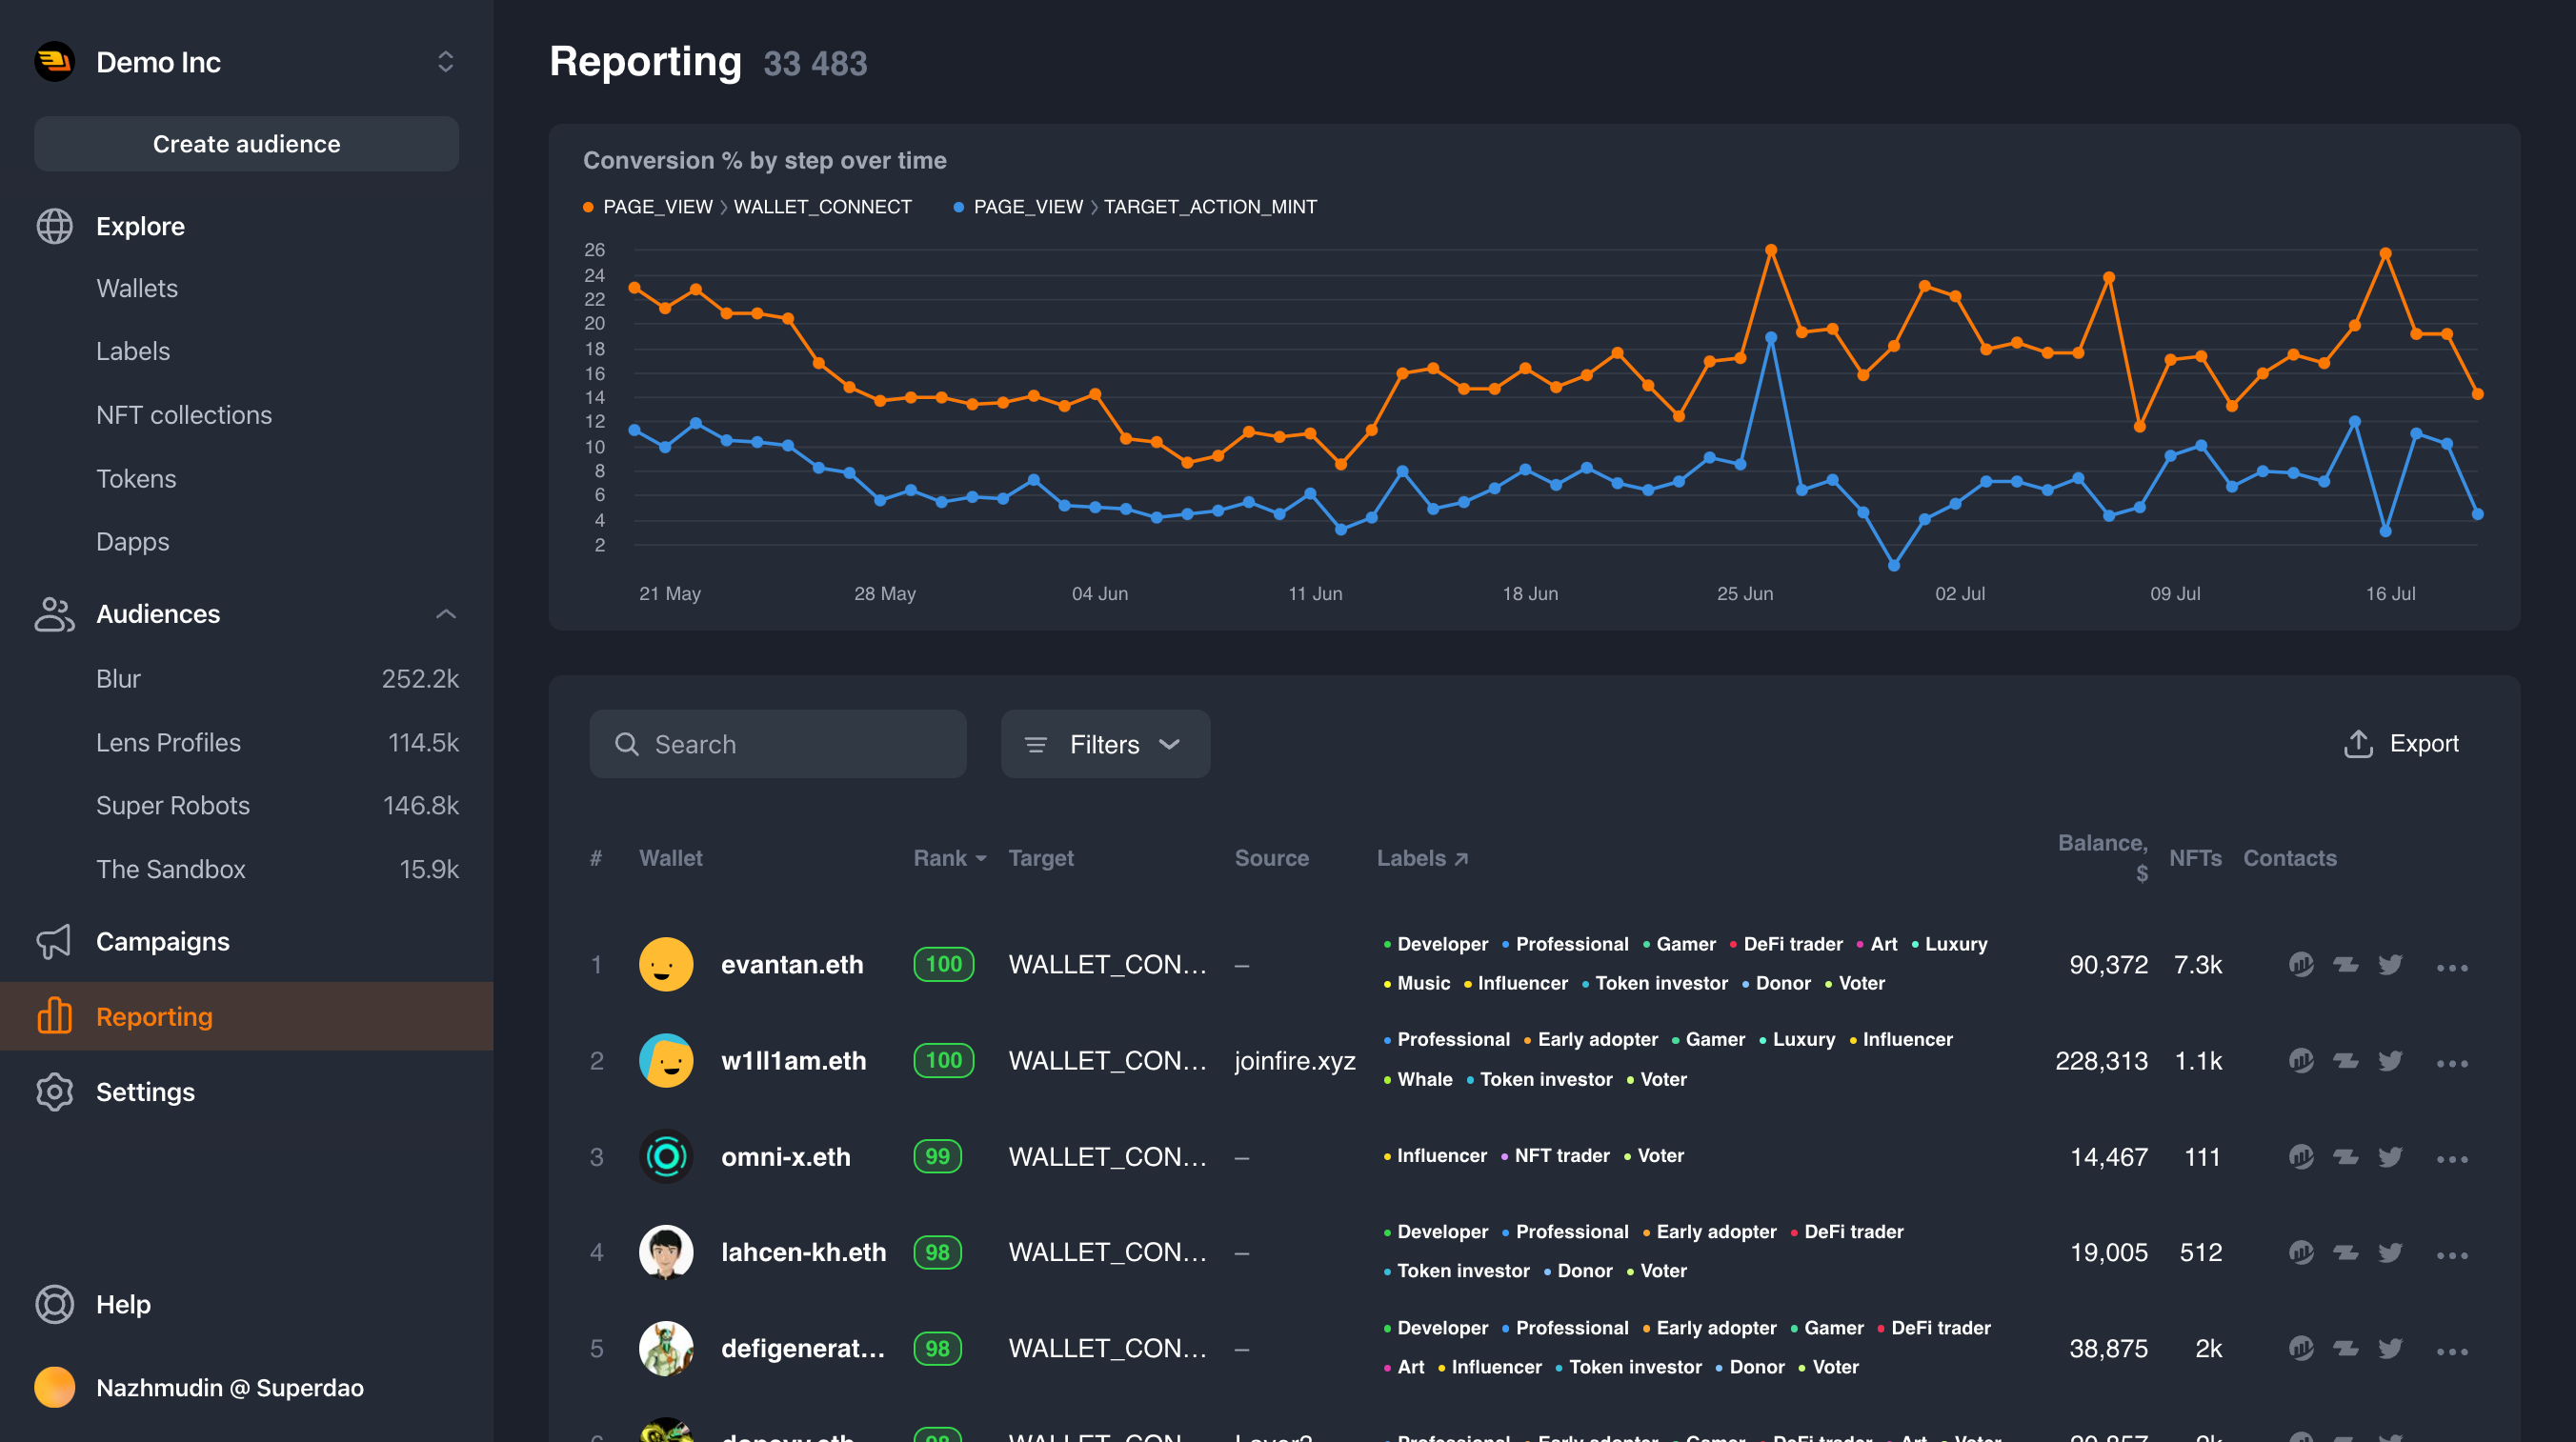 Demo Inc
Create audience
Explore
Wallets
Labels
NFT collections
Tokens
Dapps
Audiences
Blur 252.2k
Lens Profiles 114.5k
Super Robots 146.8k
The Sandbox 15.9k
Campaigns
Reporting
Settings
Help
Nazhmudin @ Superdao
Reporting 33 483
Conversion % by step over time
PAGE_VIEW > WALLET_CONNECT PAGE_VIEW > TARGET_ACTION_MINT
26
24
22
20
18
16
14
12
10
8
6
4
2
21 May 28 May 04 Jun 11 Jun 18 Jun 25 Jun 02 Jul 09 Jul 16 Jul
Search Filters Export
# Wallet Rank Target Source Labels ↗ Balance, $ NFTs Contacts
1 evantan.eth 100 WALLET_CON... – Developer Professional Gamer DeFi trader Art Luxury
Music Influencer Token investor Donor Voter 90,372 7.3k
2 w1ll1am.eth 100 WALLET_CON... joinfire.xyz Professional Early adopter Gamer Luxury Influencer
Whale Token investor Voter 228,313 1.1k
3 omni-x.eth 99 WALLET_CON... – Influencer NFT trader Voter 14,467 111
4 lahcen-kh.eth 98 WALLET_CON... – Developer Professional Early adopter DeFi trader
Token investor Donor Voter 19,005 512
5 defigenerat... 98 WALLET_CON... – Developer Professional Early adopter Gamer DeFi trader
Art Influencer Token investor Donor Voter 38,875 2k
Professional Early adopter Gamer DeFi trader Art Voter